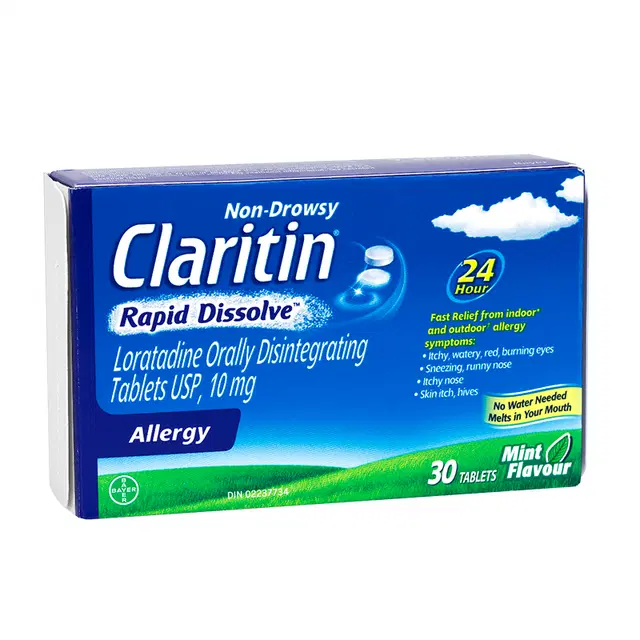 Non-Drowsy
Claritin®
Rapid Dissolve™
Loratadine Orally Disintegrating
Tablets USP, 10 mg
Allergy
BAYER
BAYER
DIN 02237734
24
Hour
Fast Relief from indoor*
and outdoor† allergy
symptoms:
• Itchy, watery, red, burning eyes
• Sneezing, runny nose
• Itchy nose
• Skin itch, hives
No Water Needed
Melts in Your Mouth
30 TABLETS
Mint
Flavour